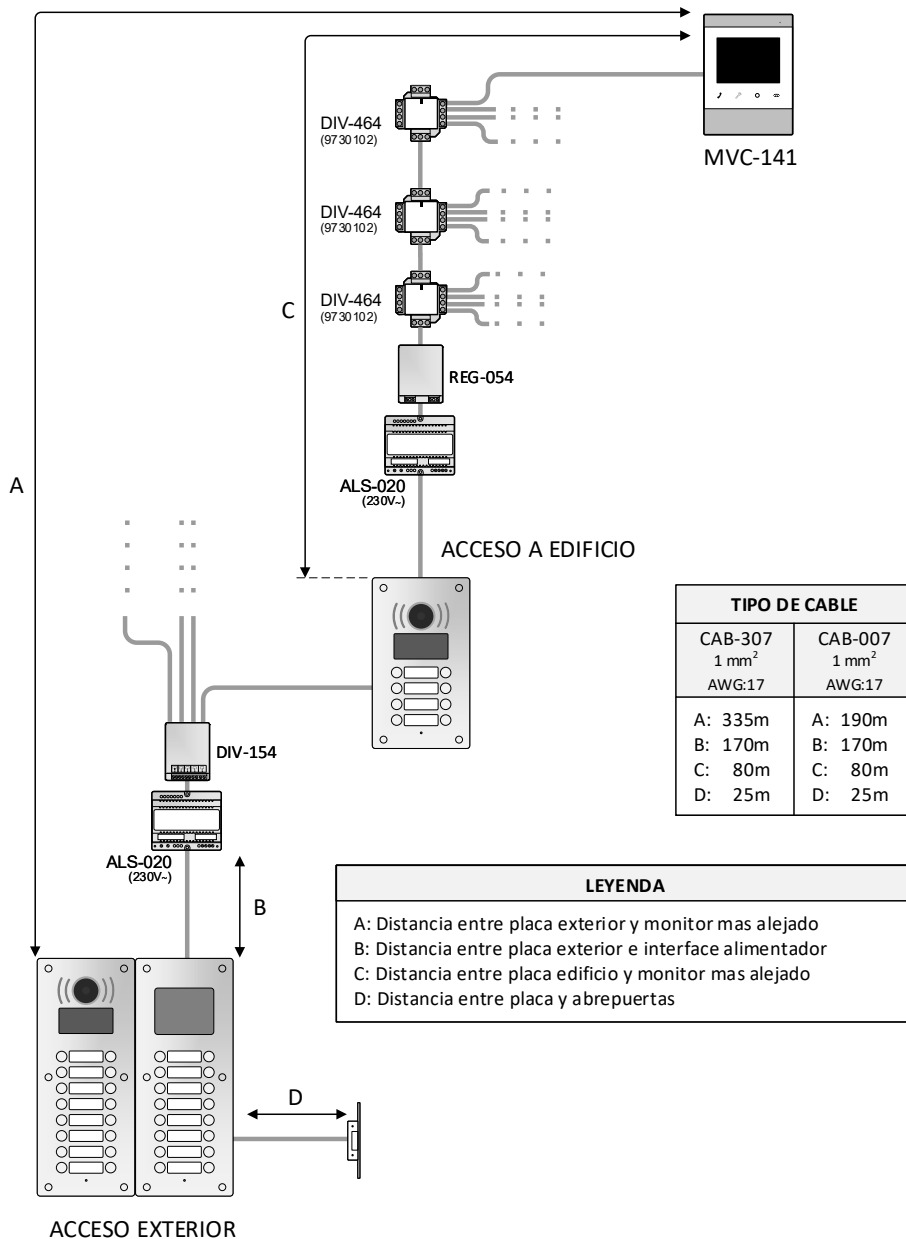 DIV-464
(9730102)
MVC-141
DIV-464
(9730102)
DIV-464
(9730102)
C
REG-054
A
ALS-020
(230V~)
ACCESO A EDIFICIO
DIV-154
ALS-020
(230V~)
B
TIPO DE CABLE
CAB-307 CAB-007
1 mm² 1 mm²
AWG:17 AWG:17
A: 335m A: 190m
B: 170m B: 170m
C: 80m C: 80m
D: 25m D: 25m
LEYENDA
A: Distancia entre placa exterior y monitor mas alejado
B: Distancia entre placa exterior e interface alimentador
C: Distancia entre placa edificio y monitor mas alejado
D: Distancia entre placa y abrepuertas
D
ACCESO EXTERIOR